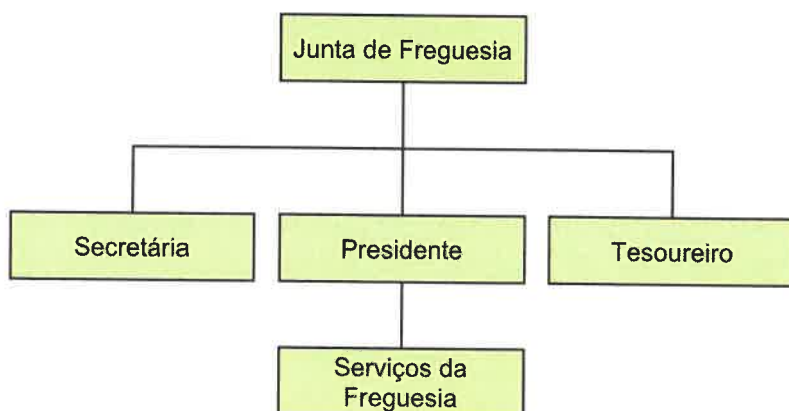 Junta de Freguesia
Secretária
Presidente
Tesoureiro
Serviços da
Freguesia